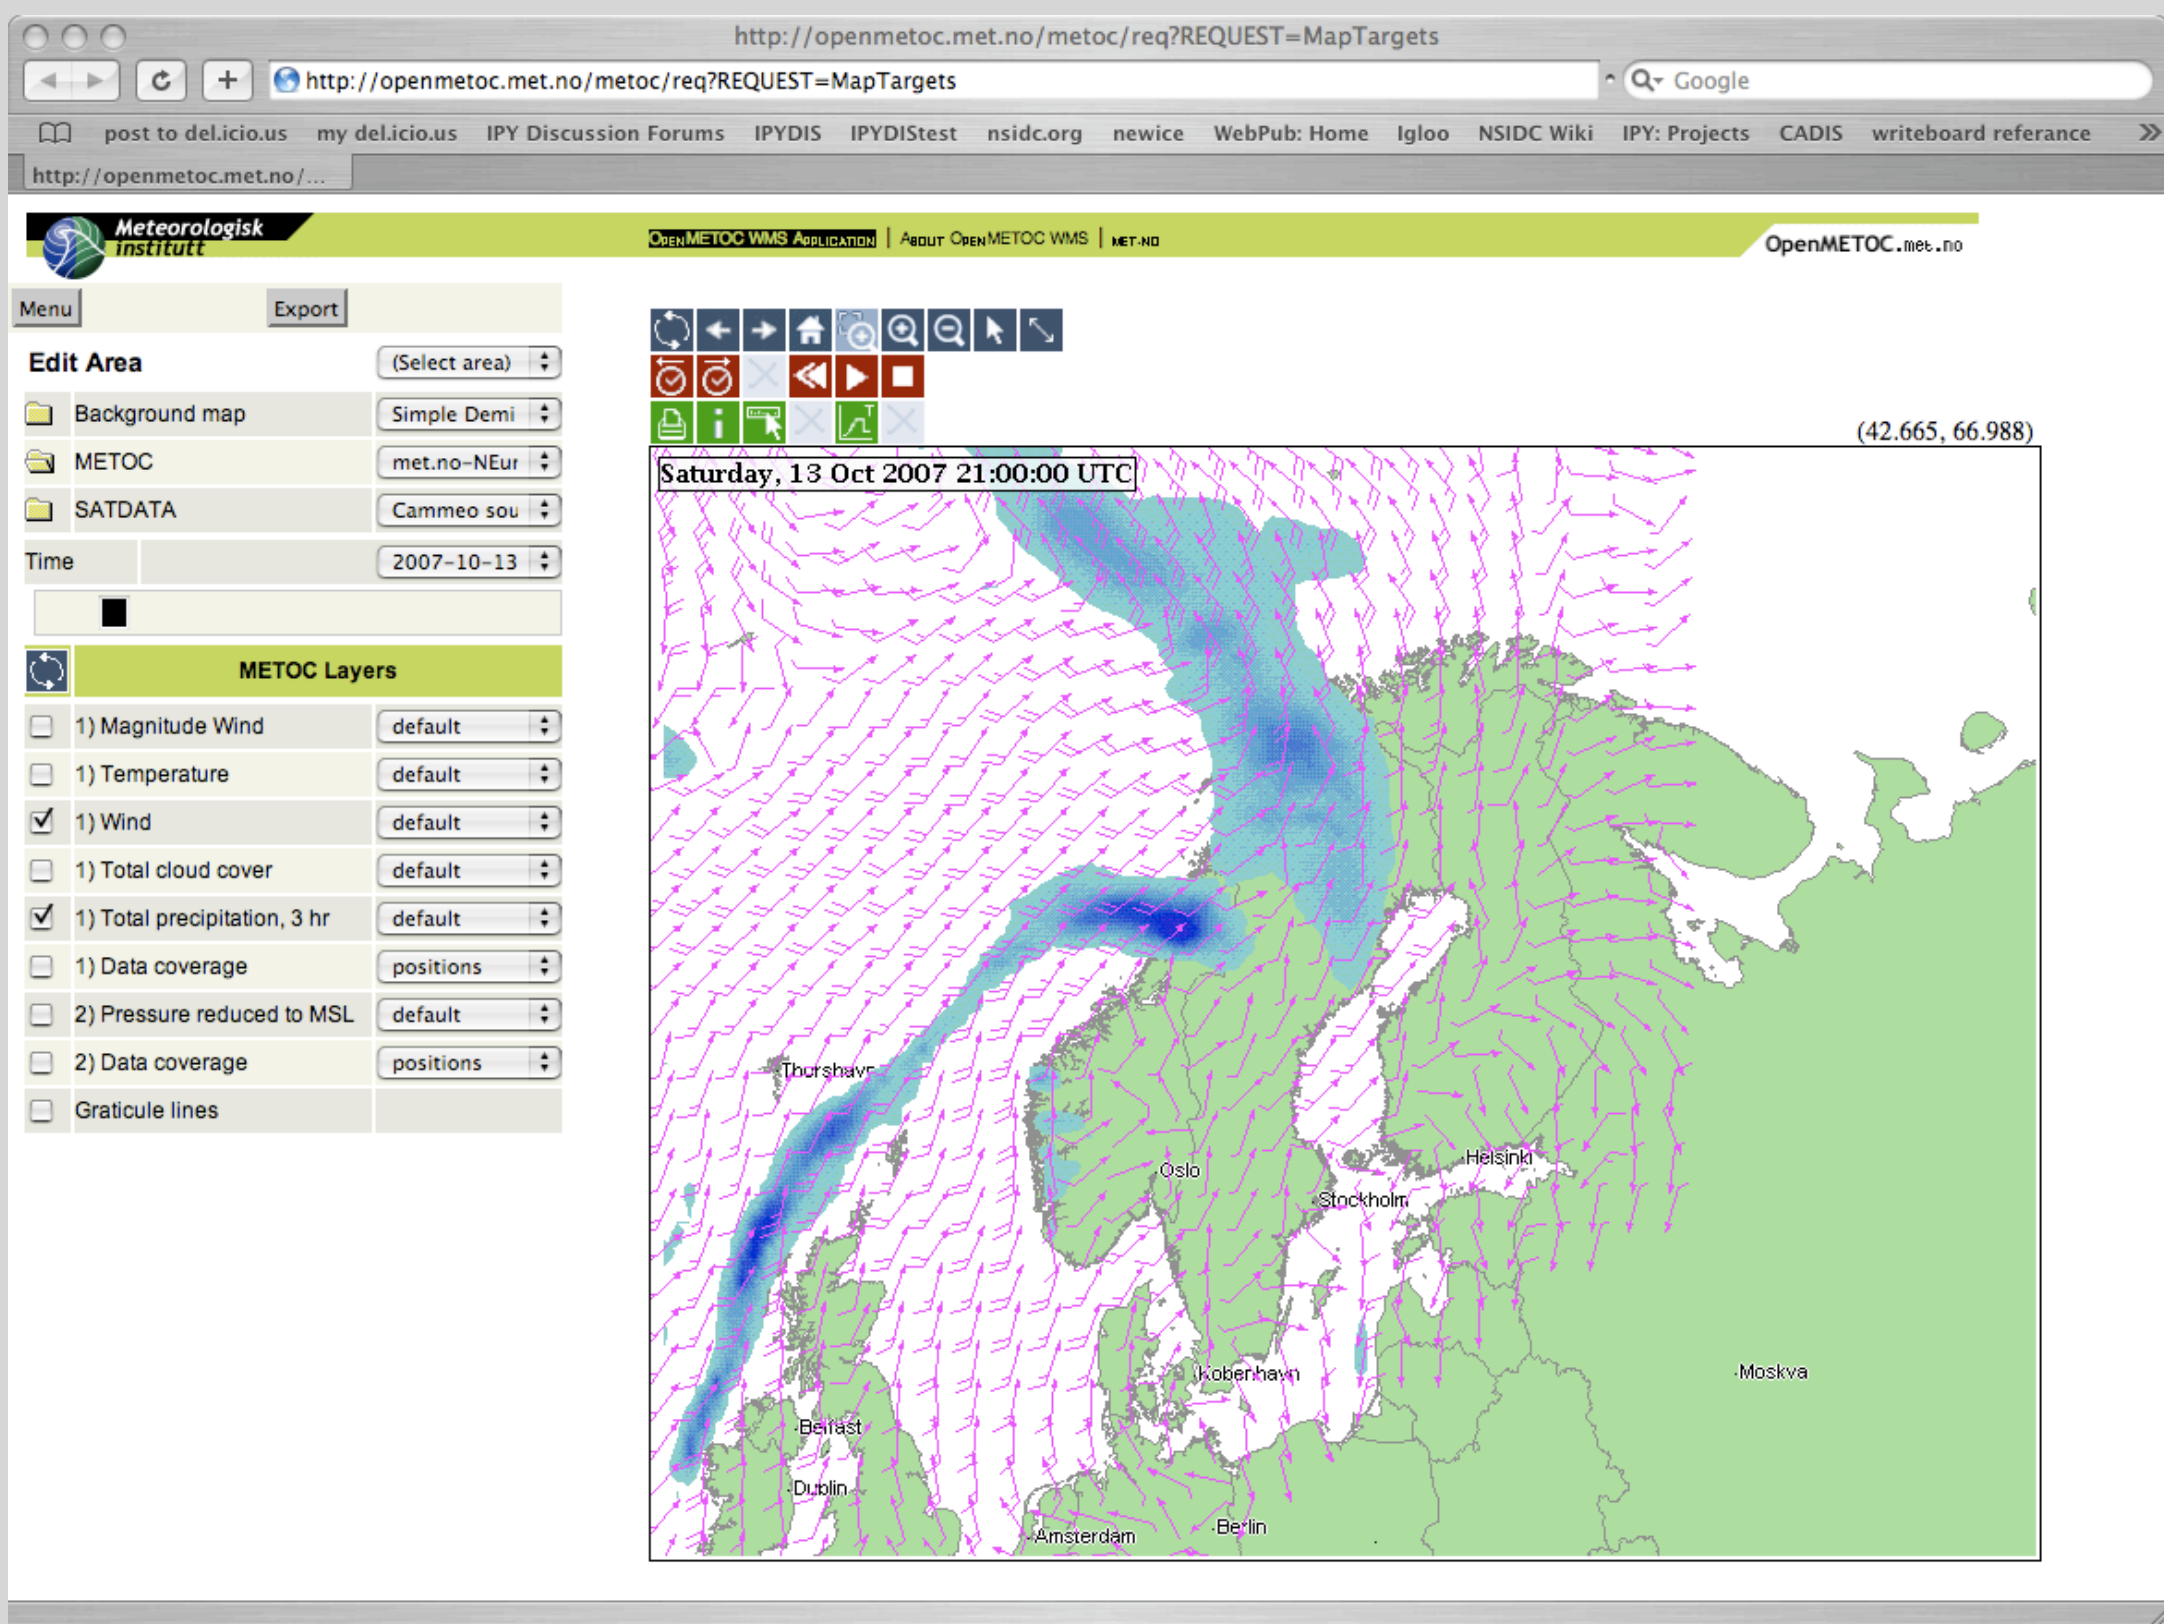 http://openmetoc.met.no/metoc/req?REQUEST=MapTargets
http://openmetoc.met.no/metoc/req?REQUEST=MapTargets
Google
post to del.icio.us my del.icio.us IPY Discussion Forums IPYDIS IPYDIStest nsidc.org newice WebPub: Home Igloo NSIDC Wiki IPY: Projects CADIS writeboard referance »
http://openmetoc.met.no/...
Meteorologisk
institutt
OpenMETOC WMS Application | About OpenMETOC WMS | met.no
OpenMETOC.met.no
Menu Export
Edit Area (Select area)
Background map Simple Demi
METOC met.no-NEur
SATDATA Cammeo sou
Time 2007-10-13
METOC Layers
1) Magnitude Wind default
1) Temperature default
1) Wind default
1) Total cloud cover default
1) Total precipitation, 3 hr default
1) Data coverage positions
2) Pressure reduced to MSL default
2) Data coverage positions
Graticule lines
(42.665, 66.988)
Saturday, 13 Oct 2007 21:00:00 UTC
Thorshavn
Oslo
Helsinki
Stockholm
København
Moskva
Belfast
Dublin
Berlin
Amsterdam